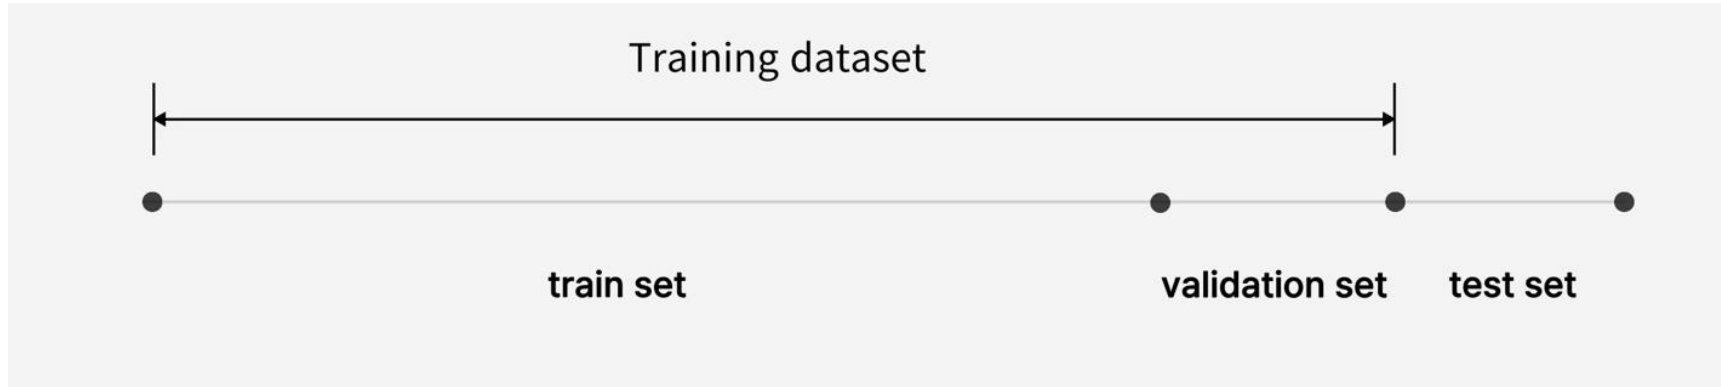 Training dataset
train set
validation set
test set